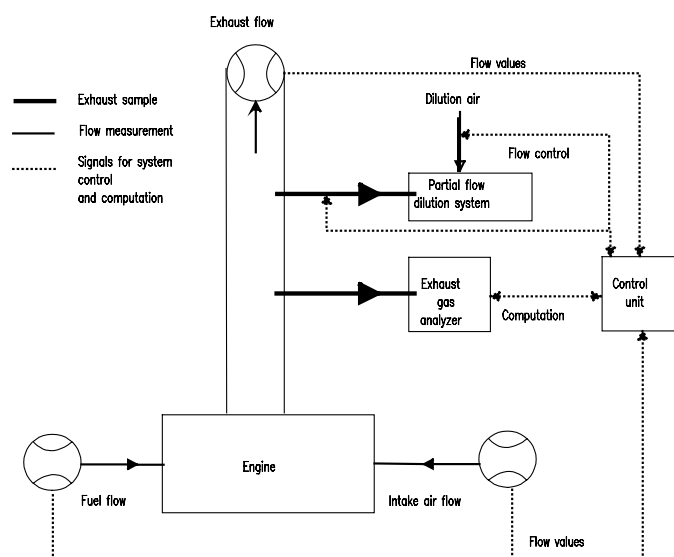 Exhaust flow
Flow values
Exhaust sample
Flow measurement
Signals for system
control
and computation
Dilution air
Flow control
Partial flow
dilution system
Exhaust
gas
analyzer
Computation
Control
unit
Engine
Fuel flow
Intake air flow
Flow values